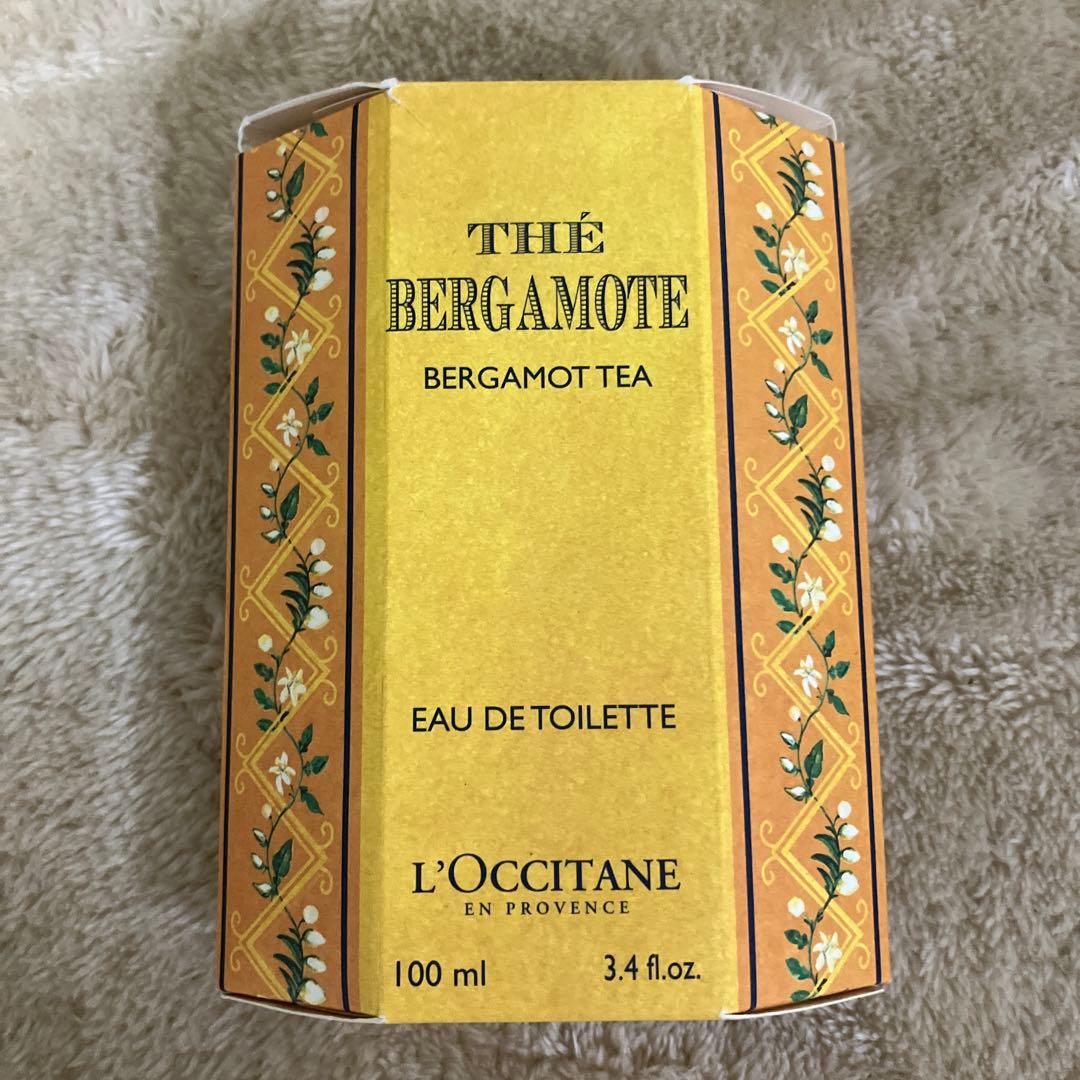 THÉ
BERGAMOTE
BERGAMOT TEA
EAU DE TOILETTE
L'OCCITANE
EN PROVENCE
100 ml 3.4 fl.oz.